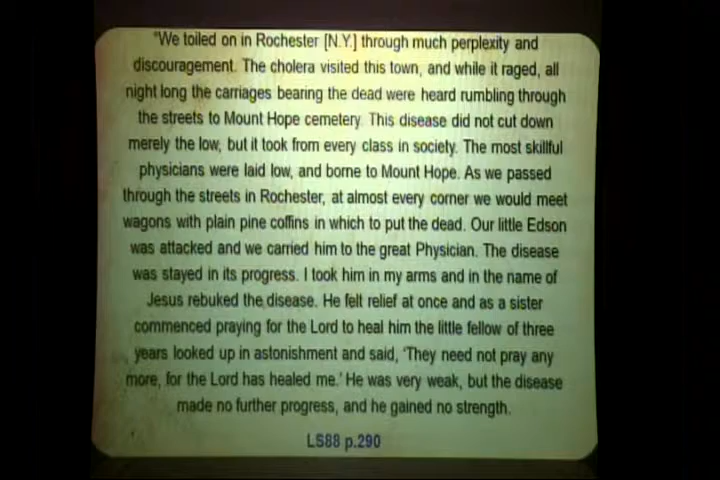 "We toiled on in Rochester [N.Y.] through much perplexity and
discouragement. The cholera visited this town, and while it raged, all
night long the carriages bearing the dead were heard rumbling through
the streets to Mount Hope cemetery. This disease did not cut down
merely the low, but it took from every class in society. The most skillful
physicians were laid low, and borne to Mount Hope. As we passed
through the streets in Rochester, at almost every corner we would meet
wagons with plain pine coffins in which to put the dead. Our little Edson
was attacked and we carried him to the great Physician. The disease
was stayed in its progress. I took him in my arms and in the name of
Jesus rebuked the disease. He felt relief at once and as a sister
commenced praying for the Lord to heal him the little fellow of three
years looked up in astonishment and said, 'They need not pray any
more, for the Lord has healed me.' He was very weak, but the disease
made no further progress, and he gained no strength.
LS88 p.290